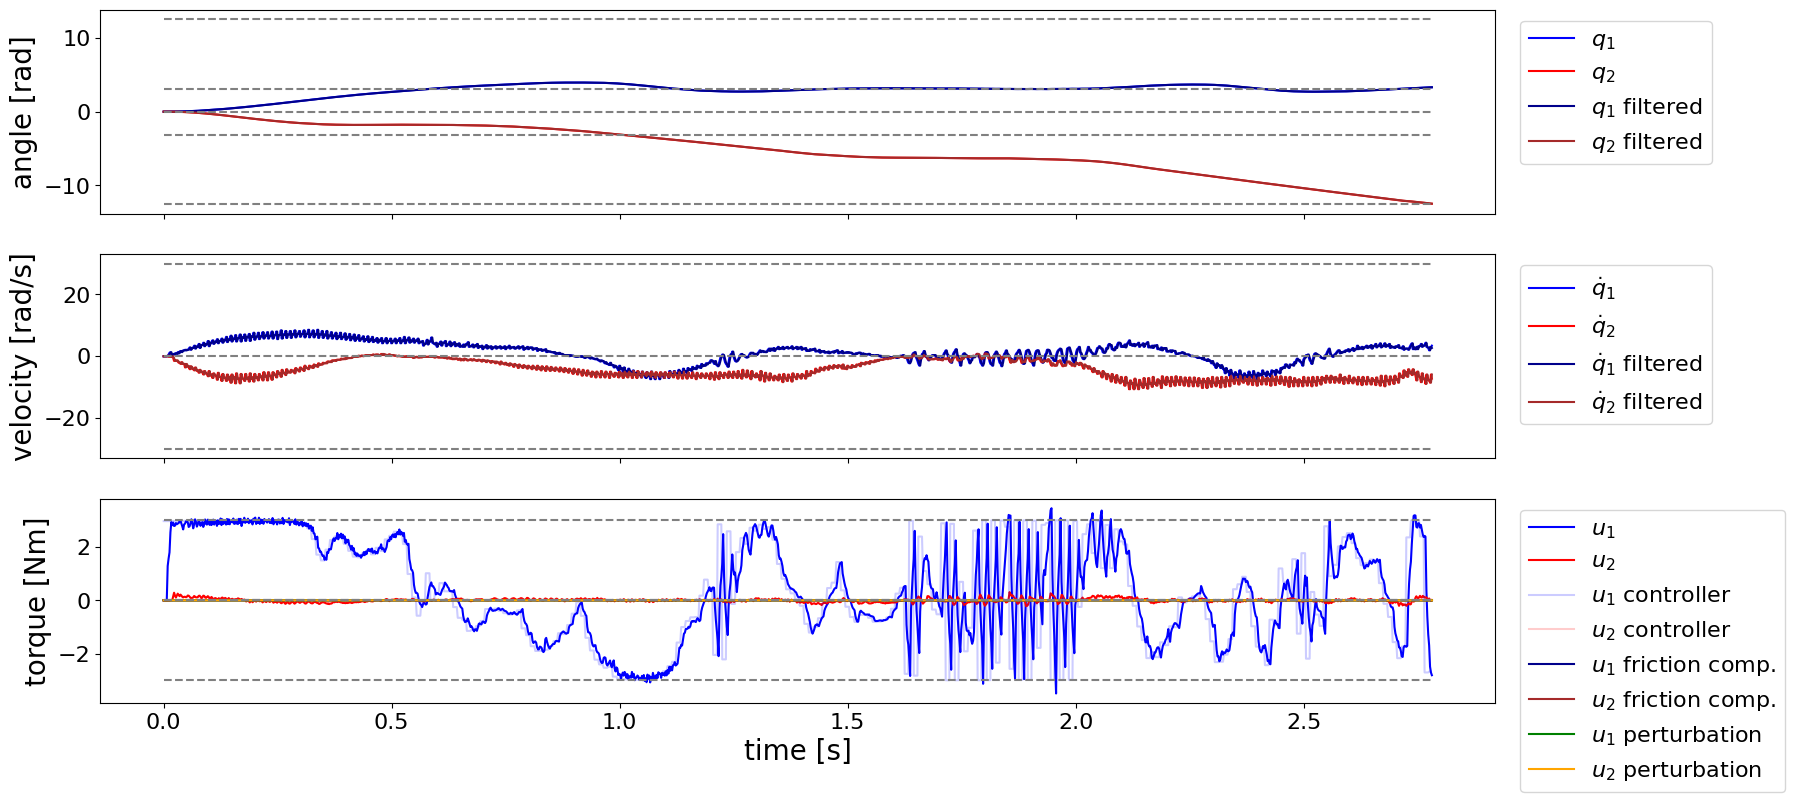 angle [rad]
10
0
−10
q₁
q₂
q₁ filtered
q₂ filtered
velocity [rad/s]
20
0
−20
q̇₁
q̇₂
q̇₁ filtered
q̇₂ filtered
torque [Nm]
2
0
−2
0.0 0.5 1.0 1.5 2.0 2.5
time [s]
u₁
u₂
u₁ controller
u₂ controller
u₁ friction comp.
u₂ friction comp.
u₁ perturbation
u₂ perturbation